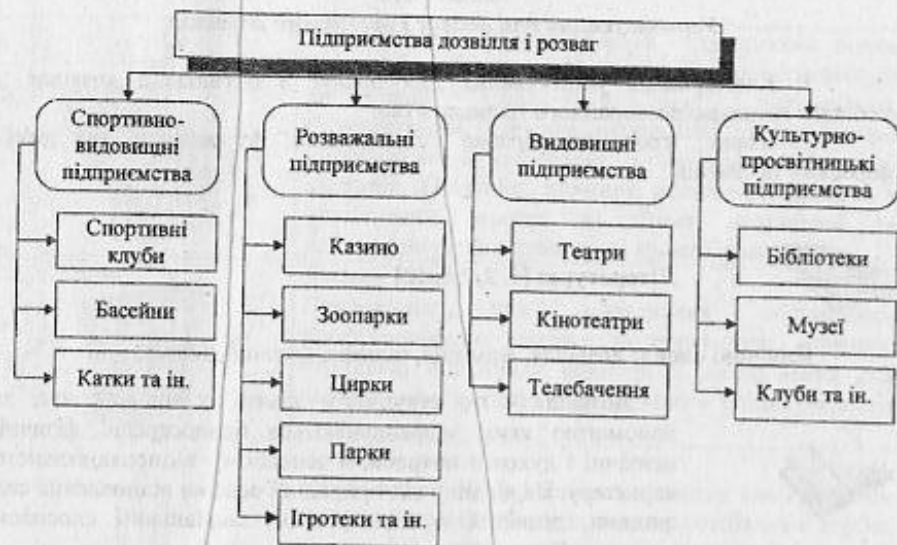 Підприємства дозвілля і розваг
Спортивно-
видовищні
підприємства
Розважальні
підприємства
Видовищні
підприємства
Культурно-
просвітницькі
підприємства
Спортивні
клуби
Басейни
Катки та ін.
Казино
Зоопарки
Цирки
Парки
Ігротеки та ін.
Театри
Кінотеатри
Телебачення
Бібліотеки
Музеї
Клуби та ін.